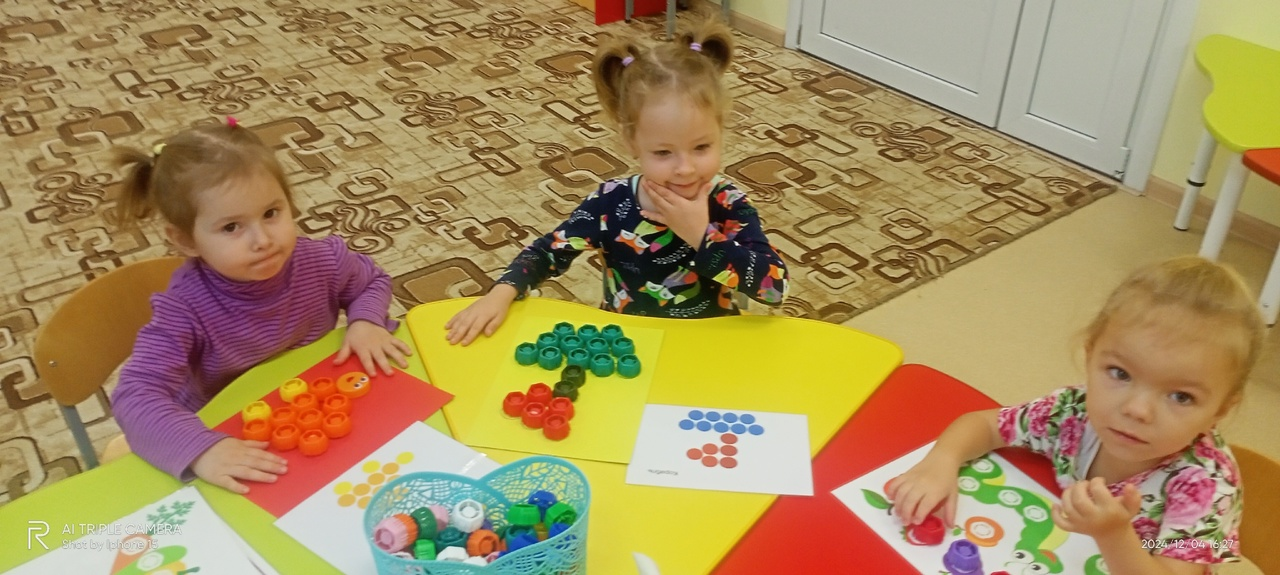 AI TRIPLE CAMERA
Shot by Iphone 15
2024/12/04 16:27